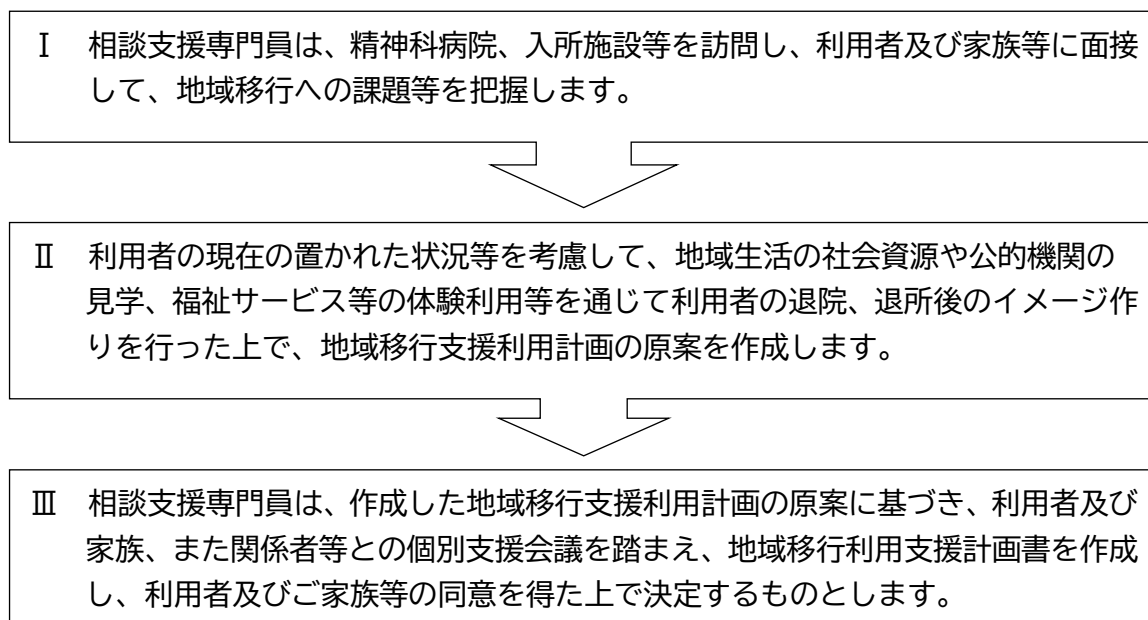 Ⅰ 相談支援専門員は、精神科病院、入所施設等を訪問し、利用者及び家族等に面接
して、地域移行への課題等を把握します。
Ⅱ 利用者の現在の置かれた状況等を考慮して、地域生活の社会資源や公的機関の
見学、福祉サービス等の体験利用等を通じて利用者の退院、退所後のイメージ作
りを行った上で、地域移行支援利用計画の原案を作成します。
Ⅲ 相談支援専門員は、作成した地域移行支援利用計画の原案に基づき、利用者及び
家族、また関係者等との個別支援会議を踏まえ、地域移行利用支援計画書を作成
し、利用者及びご家族等の同意を得た上で決定するものとします。